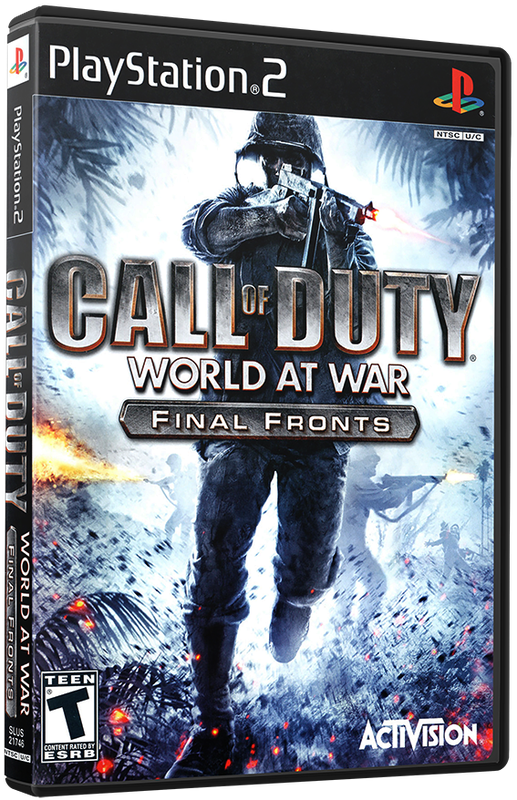 PlayStation®2
NTSC U/C
CALL OF DUTY®
WORLD AT WAR
FINAL FRONTS
TEEN
T®
CONTENT RATED BY
ESRB
ACTIVISION®
PlayStation®2
CALL OF DUTY
WORLD AT WAR
FINAL FRONTS
SLUS
21746
NTSC U/C